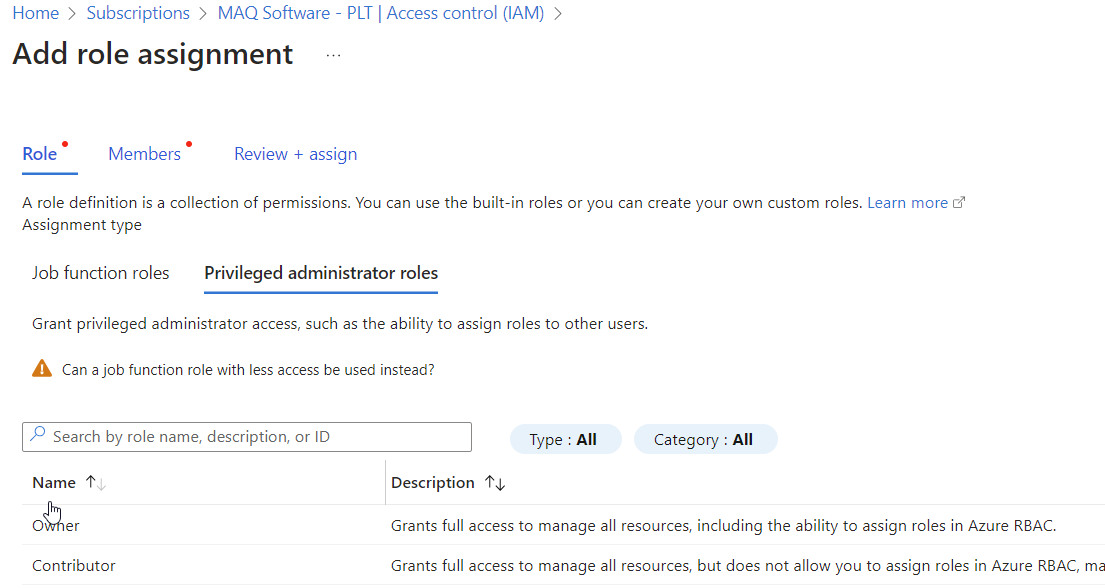 Home > Subscriptions > MAQ Software - PLT | Access control (IAM) >
Add role assignment ...
Role Members Review + assign
A role definition is a collection of permissions. You can use the built-in roles or you can create your own custom roles. Learn more
Assignment type
Job function roles Privileged administrator roles
Grant privileged administrator access, such as the ability to assign roles to other users.
Can a job function role with less access be used instead?
Search by role name, description, or ID Type : All Category : All
Name ↑↓ Description ↑↓
Owner Grants full access to manage all resources, including the ability to assign roles in Azure RBAC.
Contributor Grants full access to manage all resources, but does not allow you to assign roles in Azure RBAC, ma